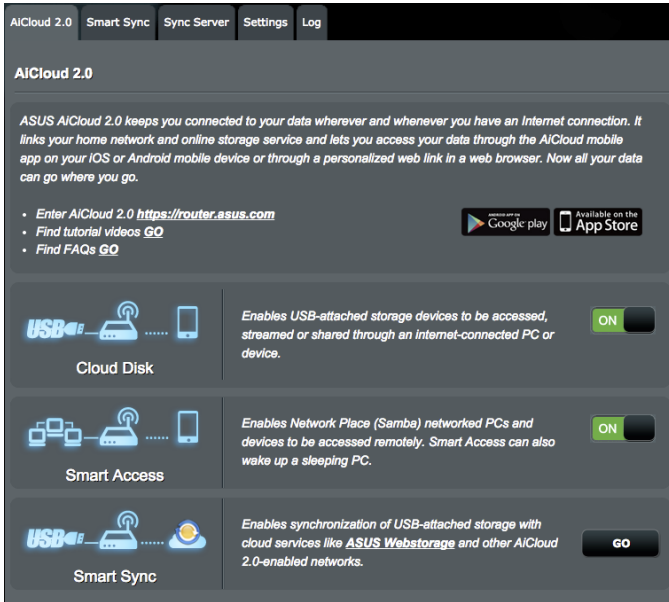 AiCloud 2.0 Smart Sync Sync Server Settings Log
AiCloud 2.0
ASUS AiCloud 2.0 keeps you connected to your data wherever and whenever you have an Internet connection. It
links your home network and online storage service and lets you access your data through the AiCloud mobile
app on your iOS or Android mobile device or through a personalized web link in a web browser. Now all your data
can go where you go.
• Enter AiCloud 2.0 https://router.asus.com
• Find tutorial videos GO
• Find FAQs GO
ANDROID APP ON
Google play
Available on the
App Store
USB
Cloud Disk
Enables USB-attached storage devices to be accessed,
streamed or shared through an internet-connected PC or
device.
ON
Smart Access
Enables Network Place (Samba) networked PCs and
devices to be accessed remotely. Smart Access can also
wake up a sleeping PC.
ON
USB
Smart Sync
Enables synchronization of USB-attached storage with
cloud services like ASUS Webstorage and other AiCloud
2.0-enabled networks.
GO